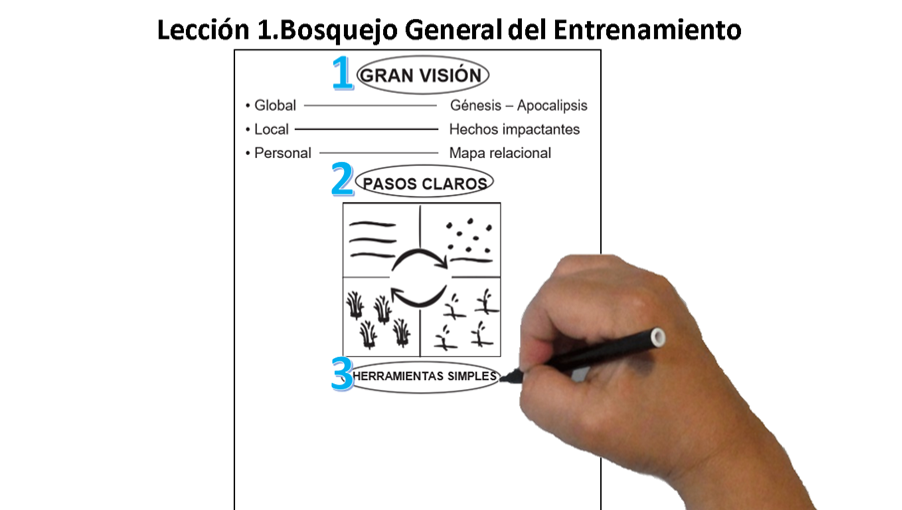 Lección 1.Bosquejo General del Entrenamiento
1 GRAN VISIÓN
• Global Génesis – Apocalipsis
• Local Hechos impactantes
• Personal Mapa relacional
2 PASOS CLAROS
3 HERRAMIENTAS SIMPLES